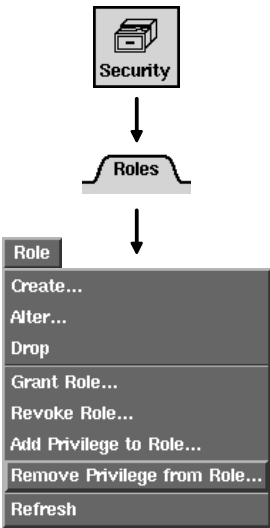 Security
Roles
Role
Create...
Alter...
Drop
Grant Role...
Revoke Role...
Add Privilege to Role...
Remove Privilege from Role...
Refresh